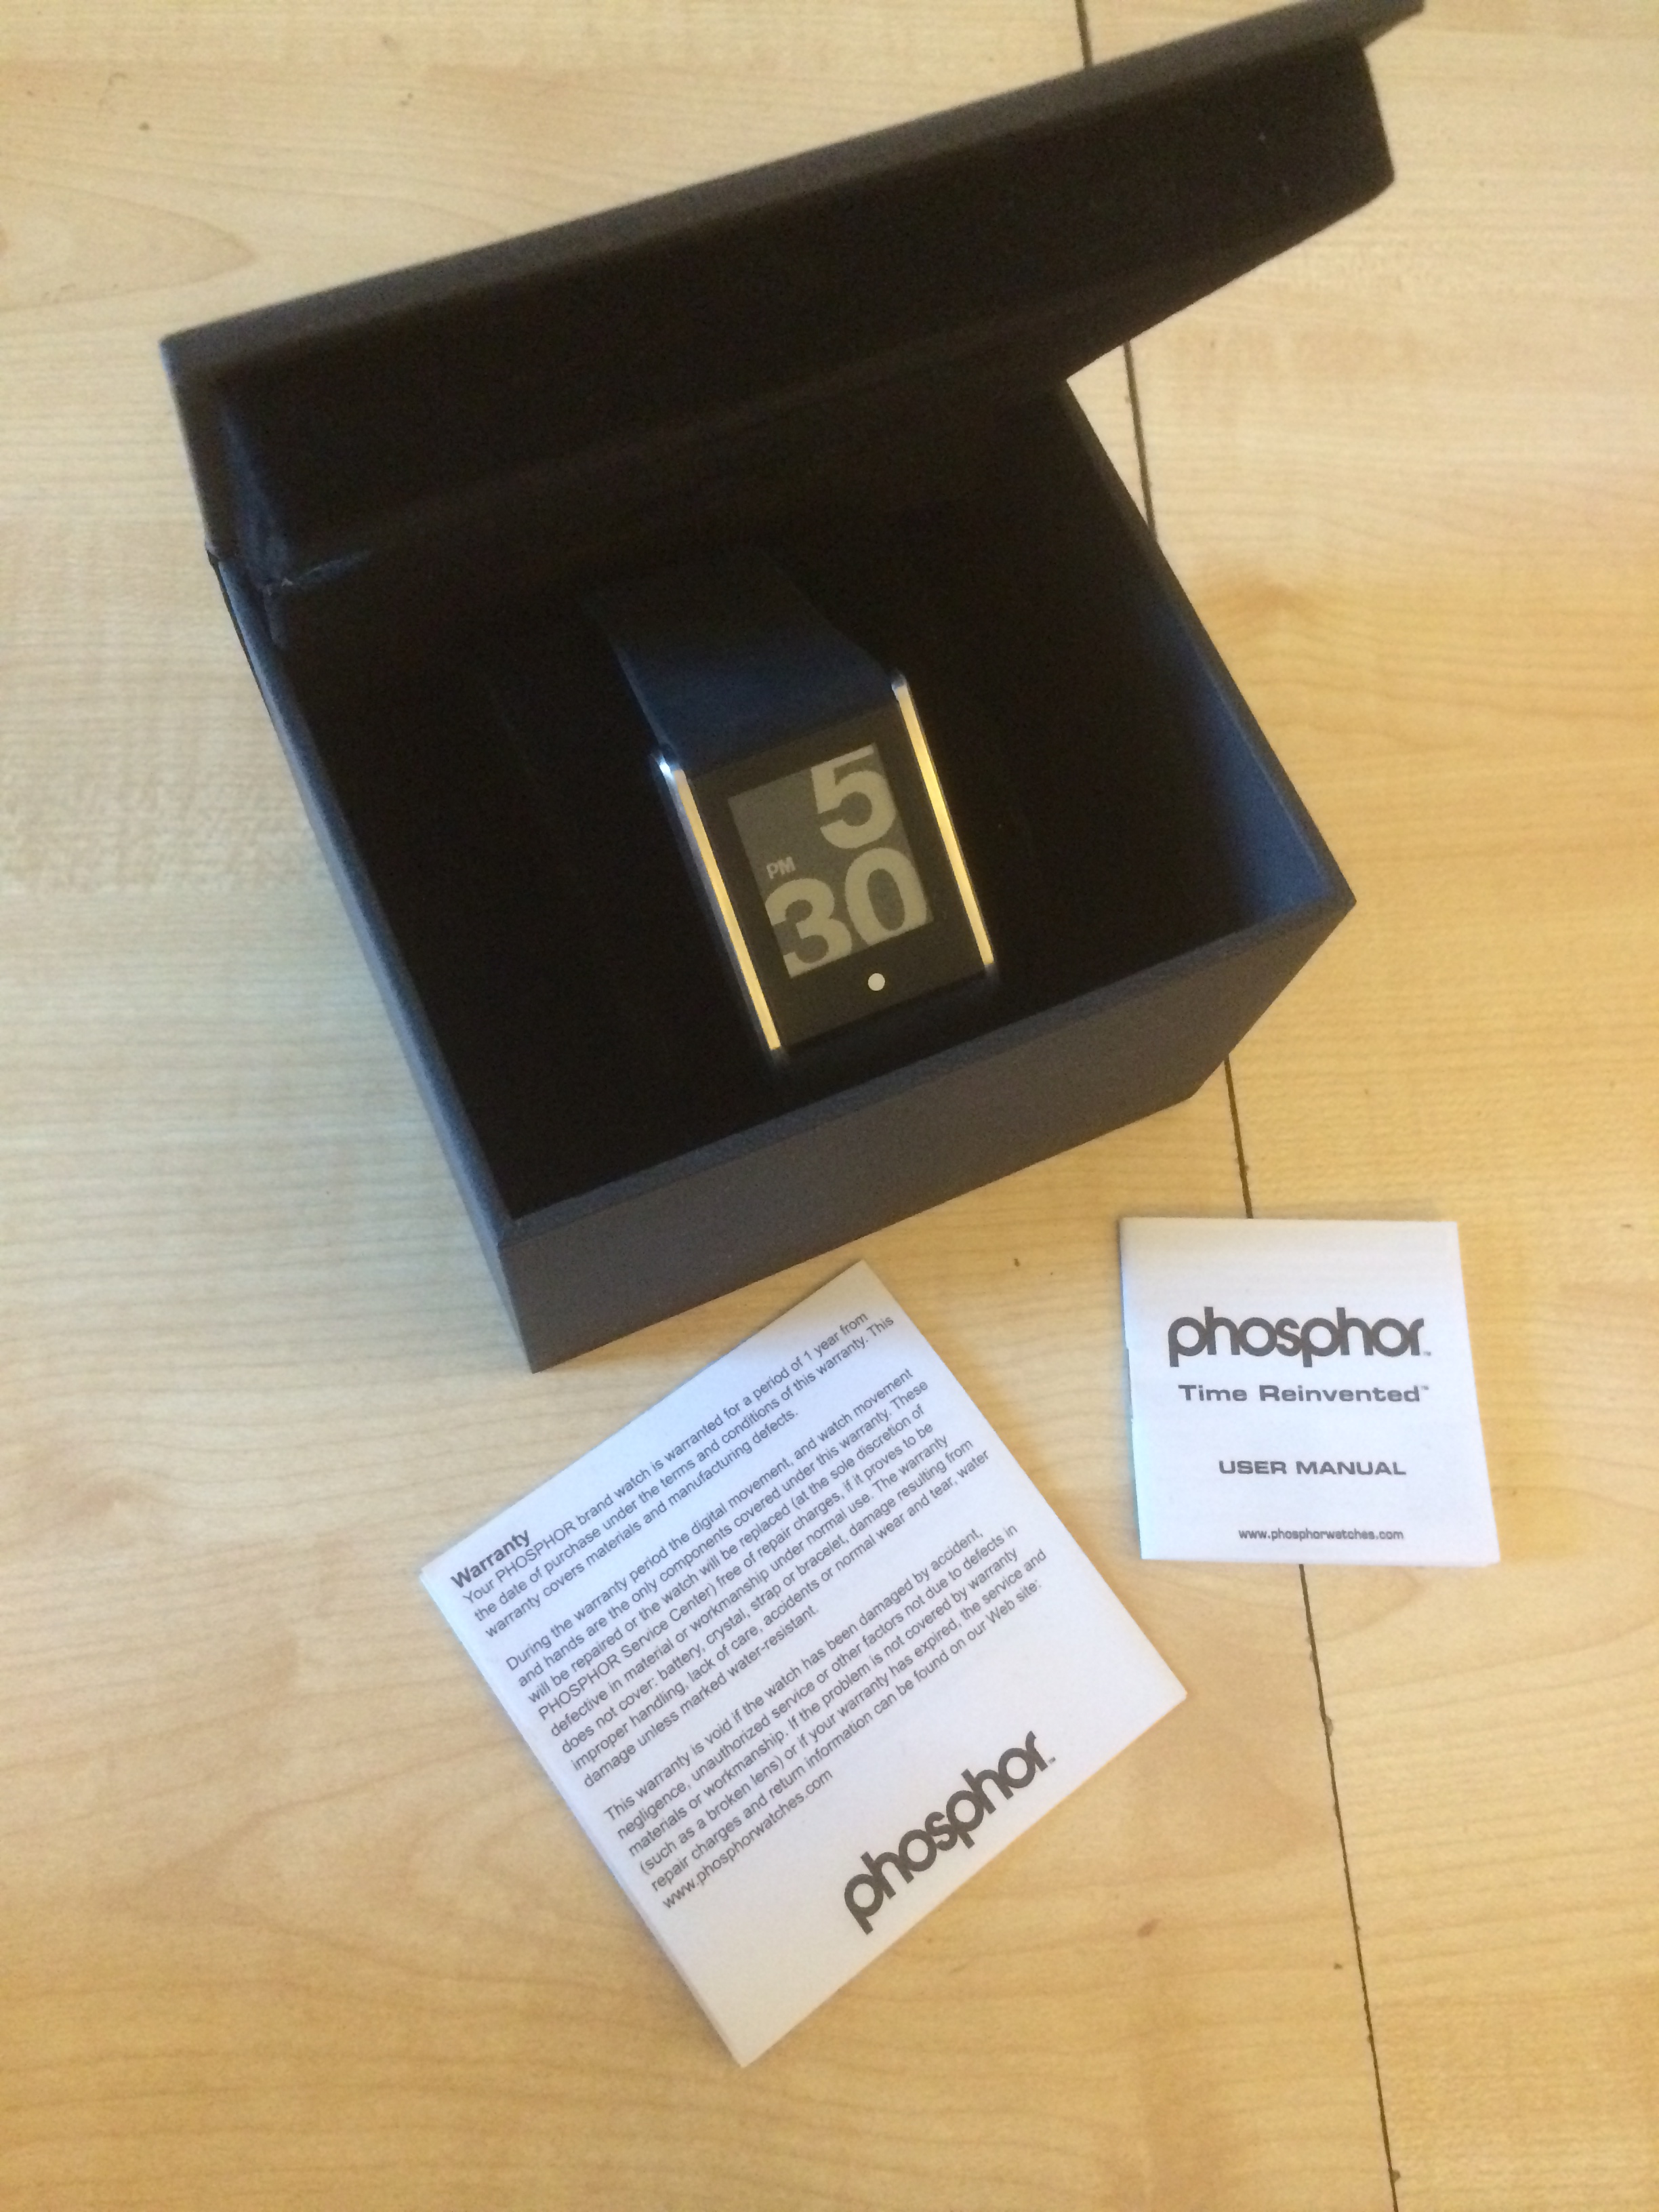 5
PM
30
Warranty
Your PHOSPHOR brand watch is warranted for a period of 1 year from
the date of purchase under the terms and conditions of this warranty. This
warranty covers materials and manufacturing defects.
During the warranty period the digital movement, and watch movement
and hands are the only components covered under this warranty. These
will be repaired or the watch will be replaced (at the sole discretion of
PHOSPHOR Service Center) free of repair charges, if it proves to be
defective in material or workmanship under normal use. The warranty
does not cover: battery, crystal, strap or bracelet, damage resulting from
improper handling, lack of care, accidents or normal wear and tear, water
damage unless marked water-resistant.
This warranty is void if the watch has been damaged by accident,
negligence, unauthorized service or other factors not due to defects in
materials or workmanship. If the problem is not covered by warranty
(such as a broken lens) or if your warranty has expired, the service and
repair charges and return information can be found on our Web site:
www.phosphorwatches.com
phosphor™
phosphor™
Time Reinvented™
USER MANUAL
www.phosphorwatches.com